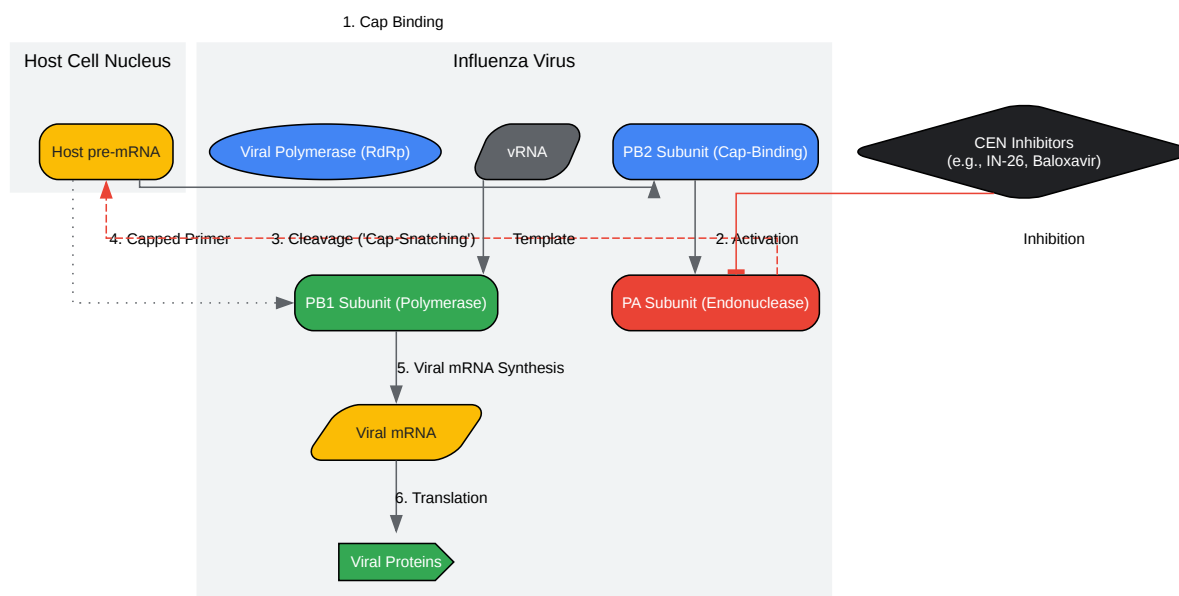 1. Cap Binding
Host Cell Nucleus
Influenza Virus
Host pre-mRNA
Viral Polymerase (RdRp)
vRNA
PB2 Subunit (Cap-Binding)
CEN Inhibitors
(e.g., IN-26, Baloxavir)
4. Capped Primer
3. Cleavage ('Cap-Snatching')
Template
2. Activation
Inhibition
PB1 Subunit (Polymerase)
PA Subunit (Endonuclease)
5. Viral mRNA Synthesis
Viral mRNA
6. Translation
Viral Proteins